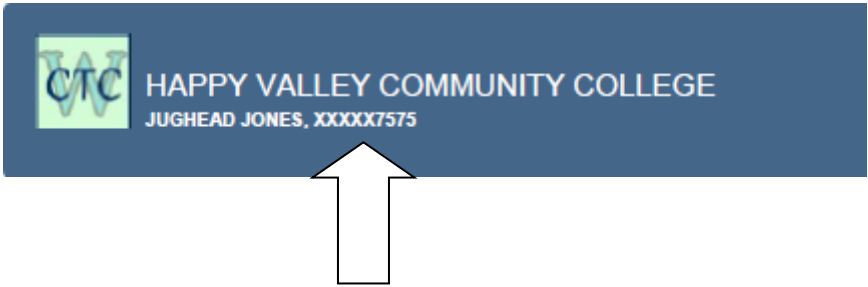 W
CTC
HAPPY VALLEY COMMUNITY COLLEGE
JUGHEAD JONES, XXXXX7575